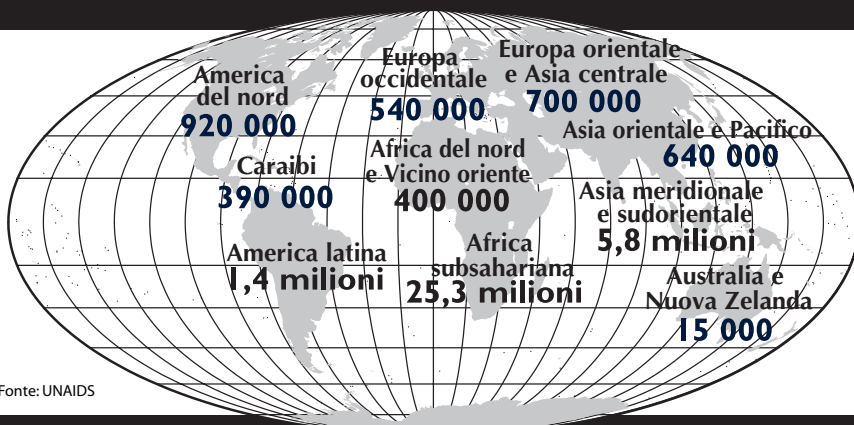 America
del nord
920 000
Europa
occidentale
540 000
Europa orientale
e Asia centrale
700 000
Asia orientale e Pacifico
640 000
Caraibi
390 000
Africa del nord
e Vicino oriente
400 000
Asia meridionale
e sudorientale
5,8 milioni
America latina
1,4 milioni
Africa
subsahariana
25,3 milioni
Australia e
Nuova Zelanda
15 000
Fonte: UNAIDS